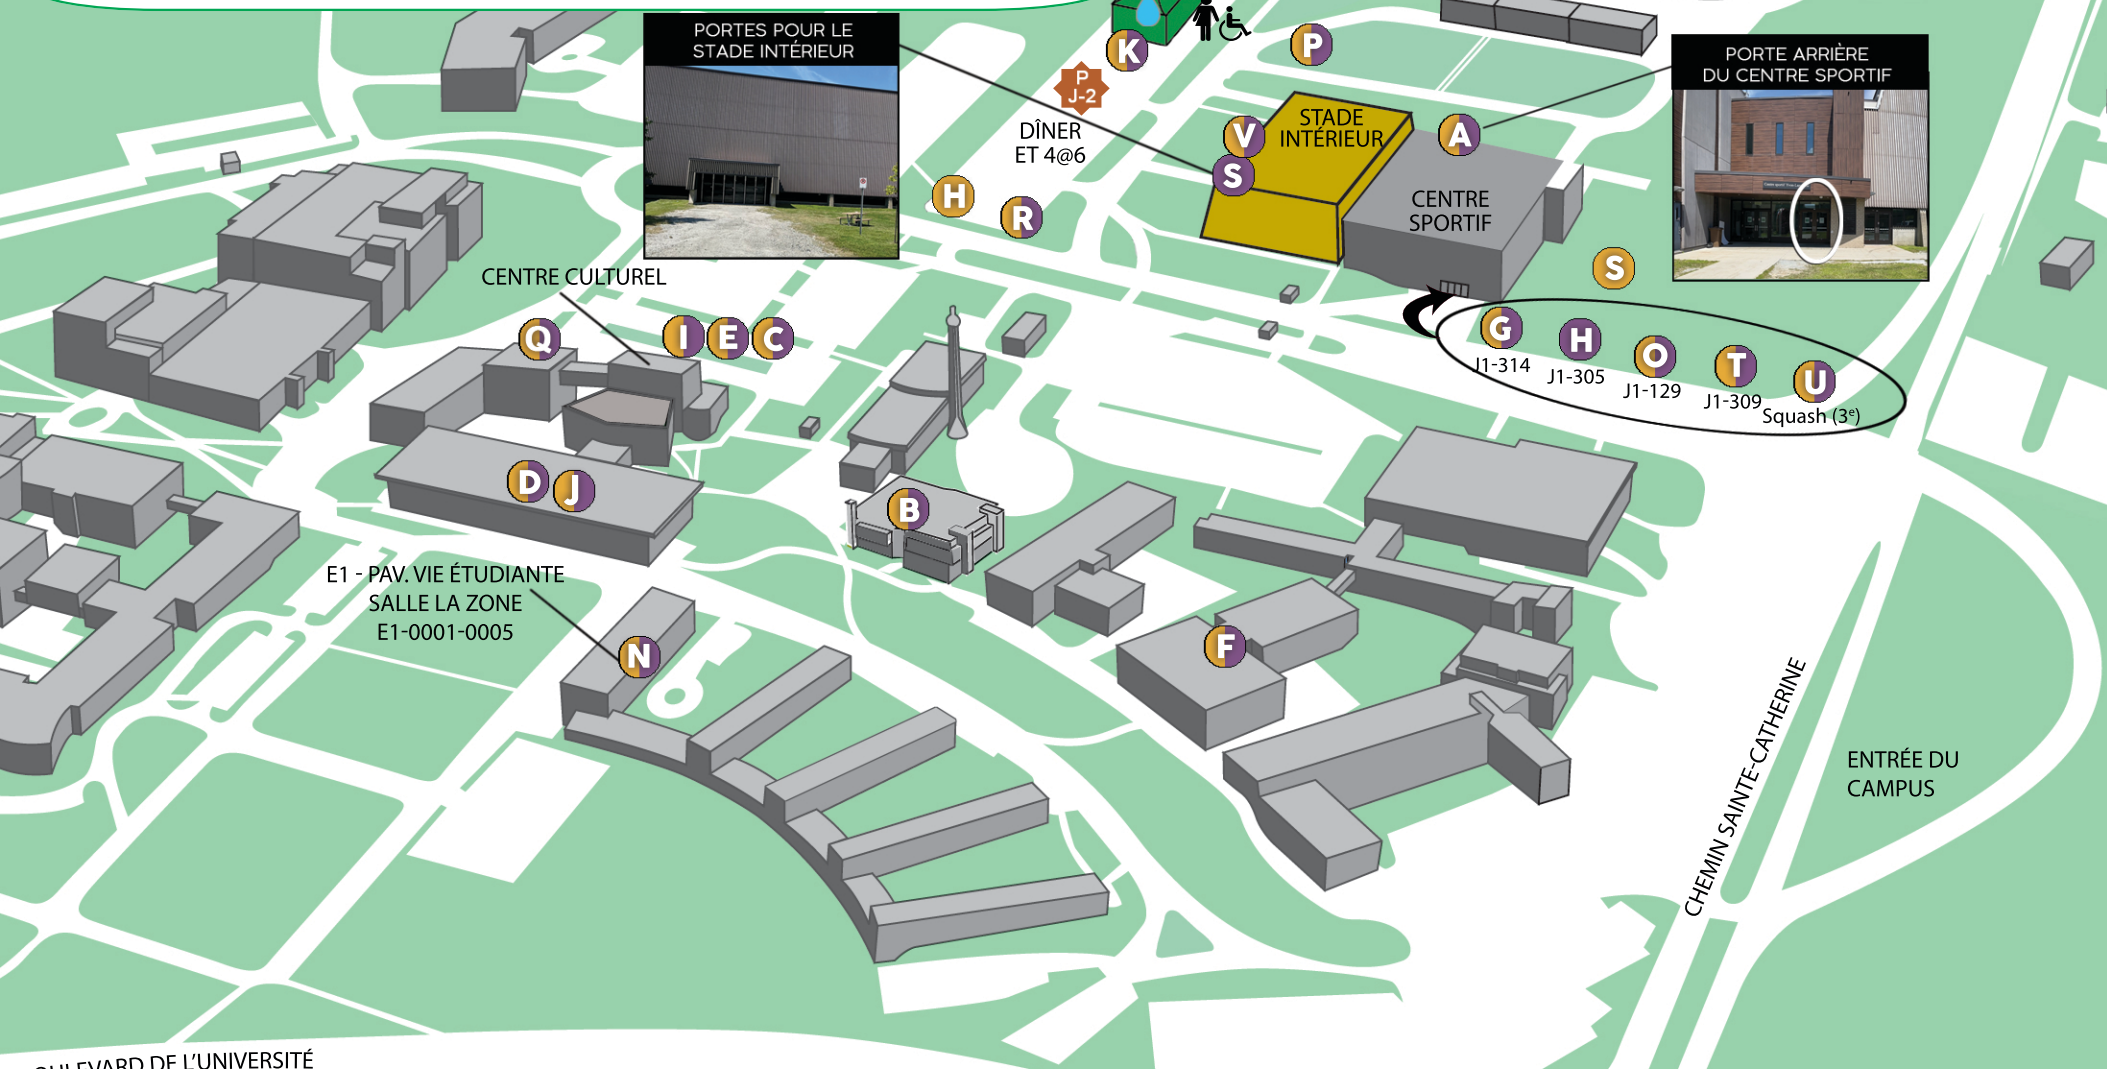 PORTES POUR LE
STADE INTÉRIEUR
K
P
P
J-2
DÎNER
ET 4@6
PORTE ARRIÈRE
DU CENTRE SPORTIF
STADE
INTÉRIEUR
V
S
A
CENTRE
SPORTIF
H
R
S
CENTRE CULTUREL
Q
I
E
C
G
J1-314
H
J1-305
O
J1-129
T
J1-309
U
Squash (3e)
D
J
B
E1 - PAV. VIE ÉTUDIANTE
SALLE LA ZONE
E1-0001-0005
N
F
CHEMIN SAINTE-CATHERINE
ENTRÉE DU
CAMPUS
DE L'UNIVERSITÉ